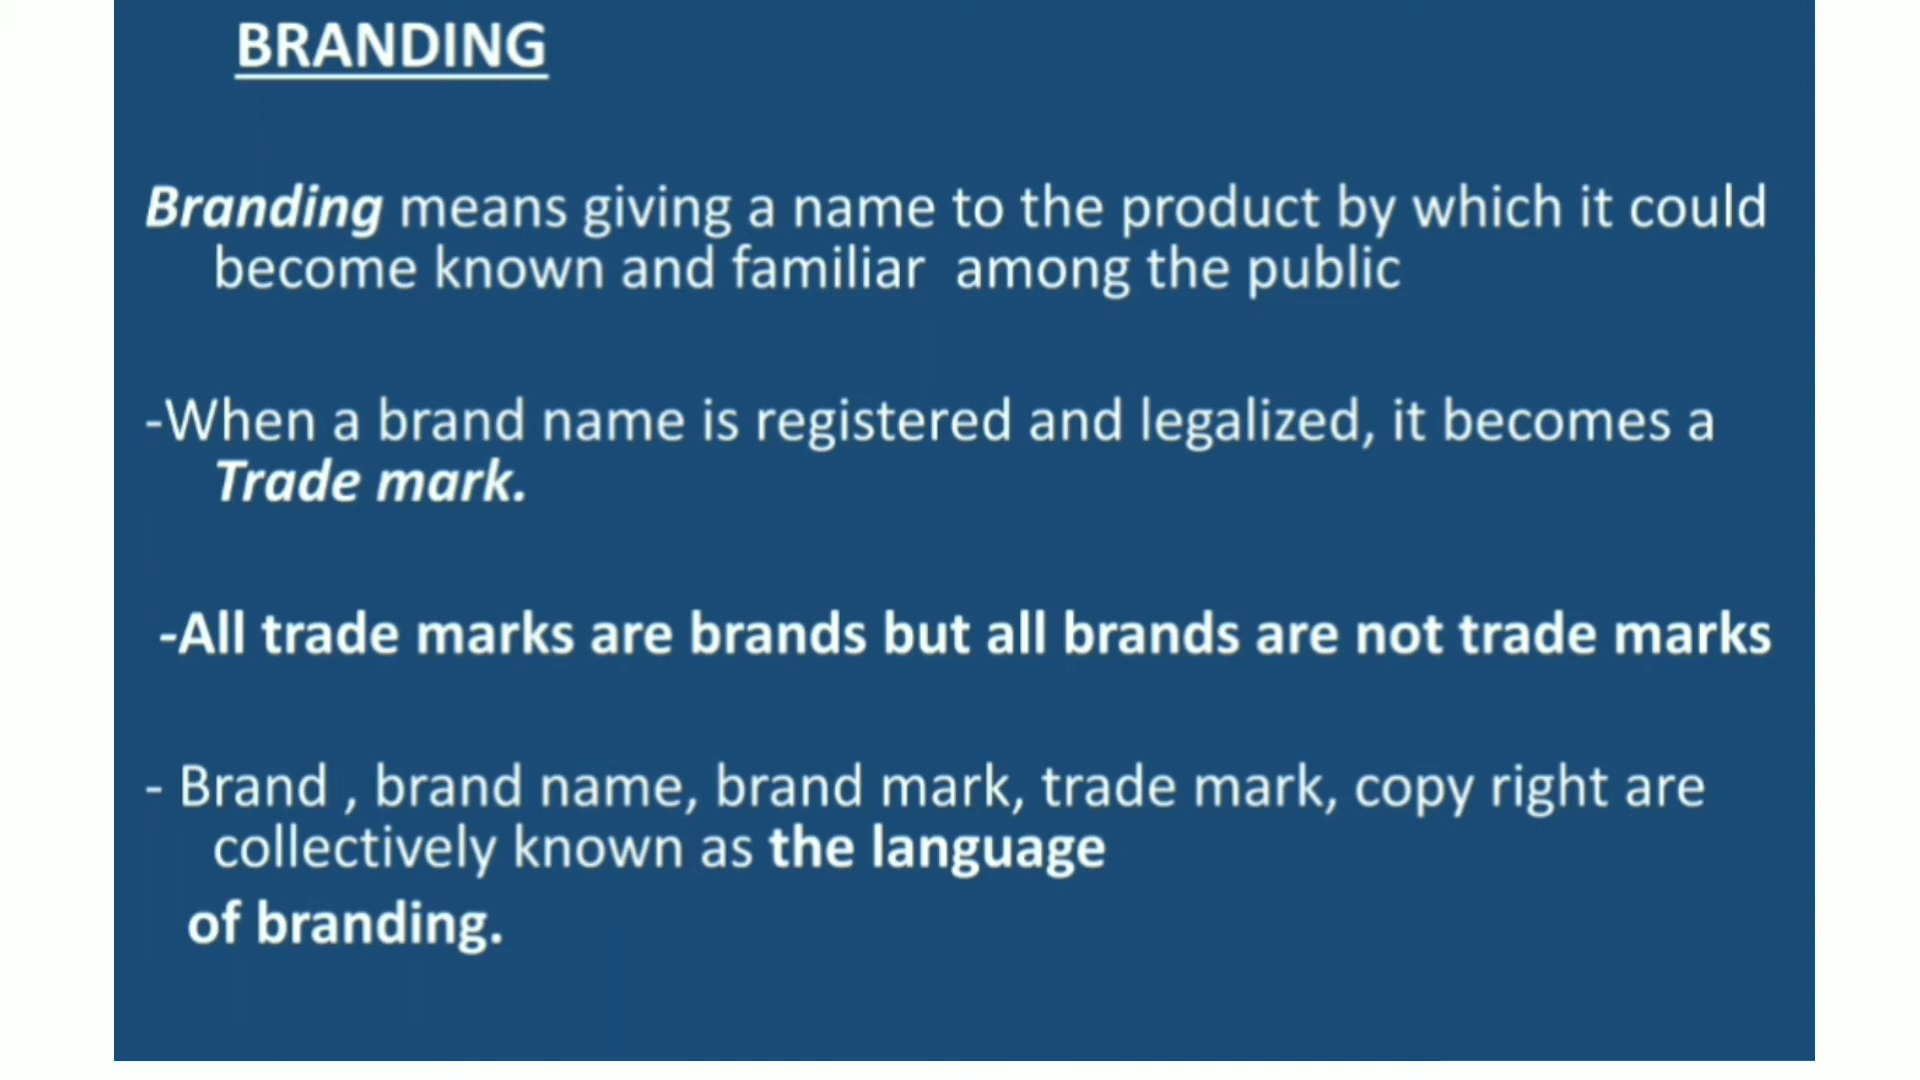 BRANDING
Branding means giving a name to the product by which it could
become known and familiar among the public
-When a brand name is registered and legalized, it becomes a
Trade mark.
-All trade marks are brands but all brands are not trade marks
- Brand , brand name, brand mark, trade mark, copy right are
collectively known as the language
of branding.